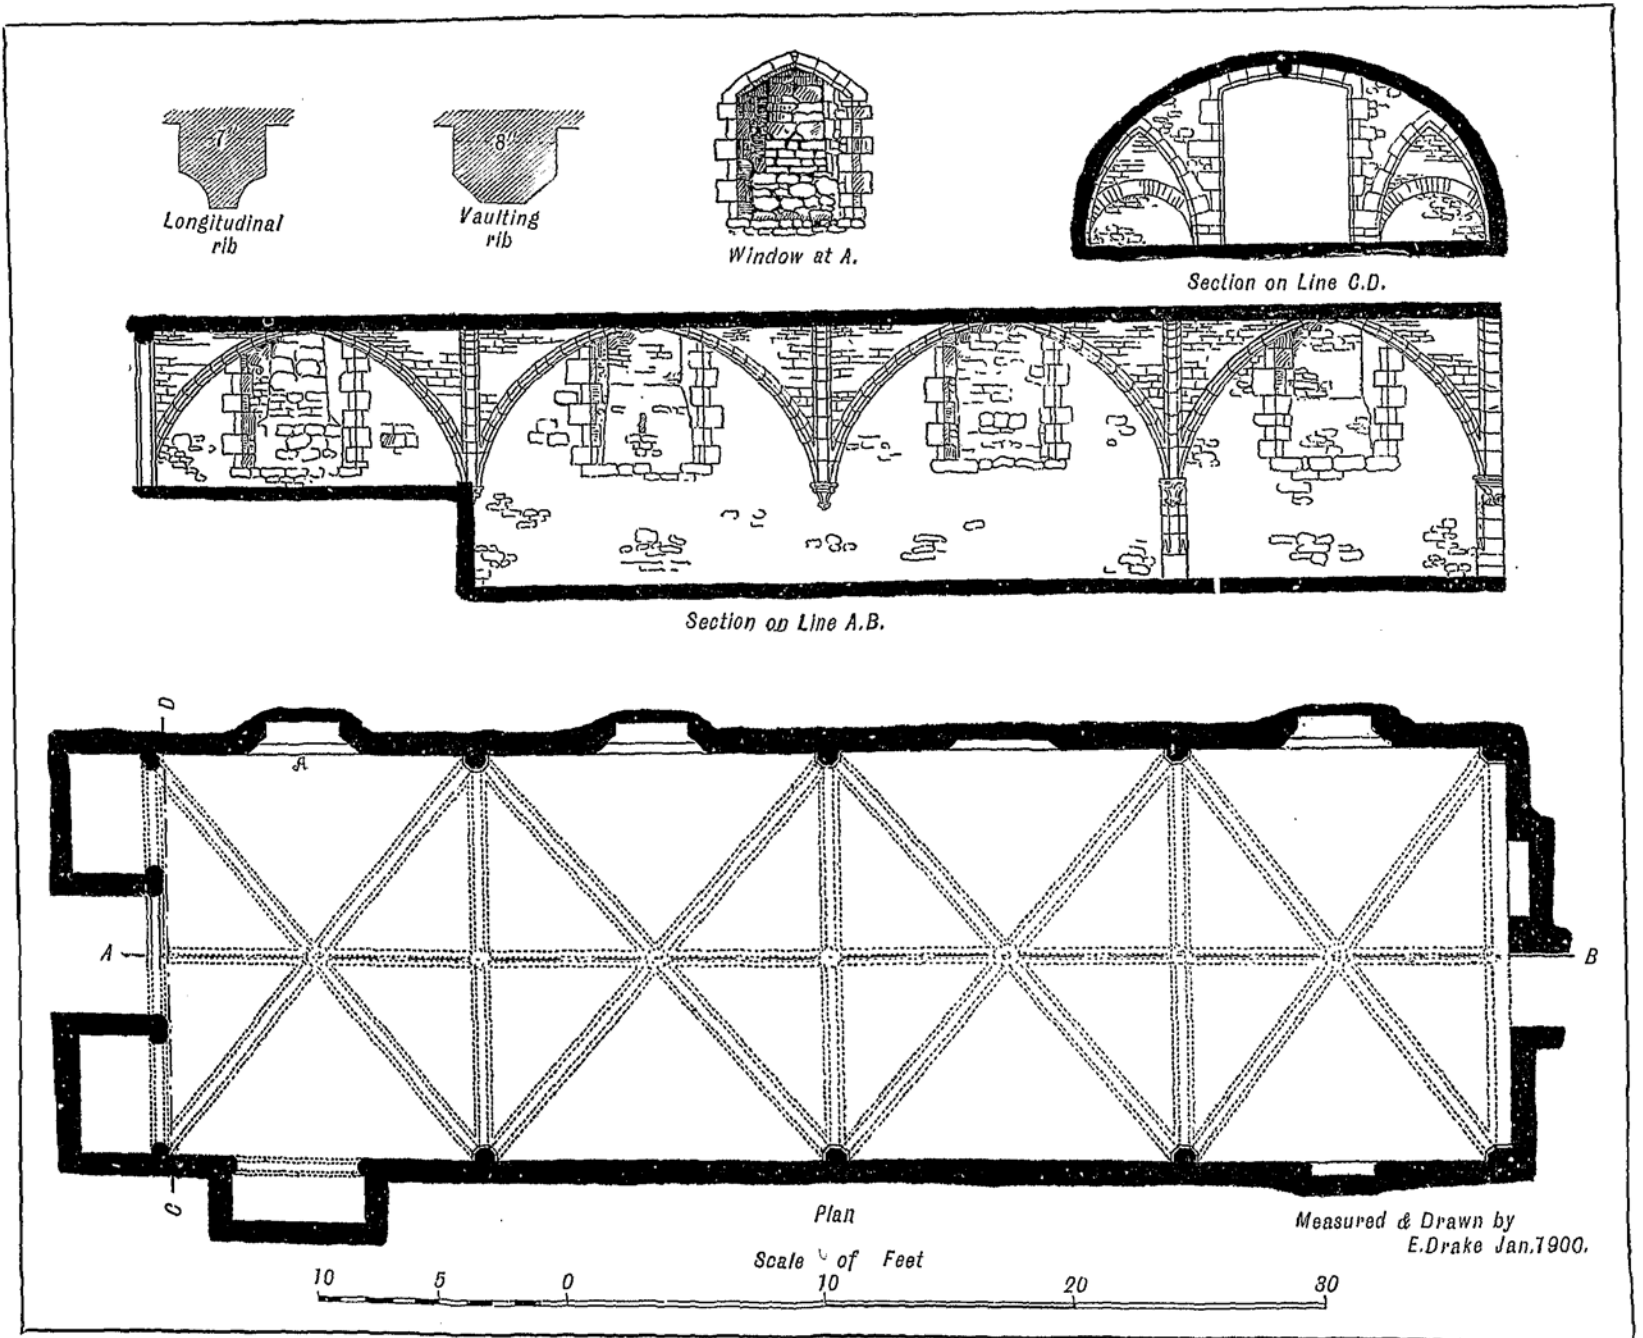 7"
8"
Longitudinal
rib
Vaulting
rib
Window at A.
Section on Line C.D.
Section on Line A.B.
D
A
A
B
C
Plan
Measured & Drawn by
E.Drake Jan.1900.
Scale of Feet
10 5 0 10 20 30